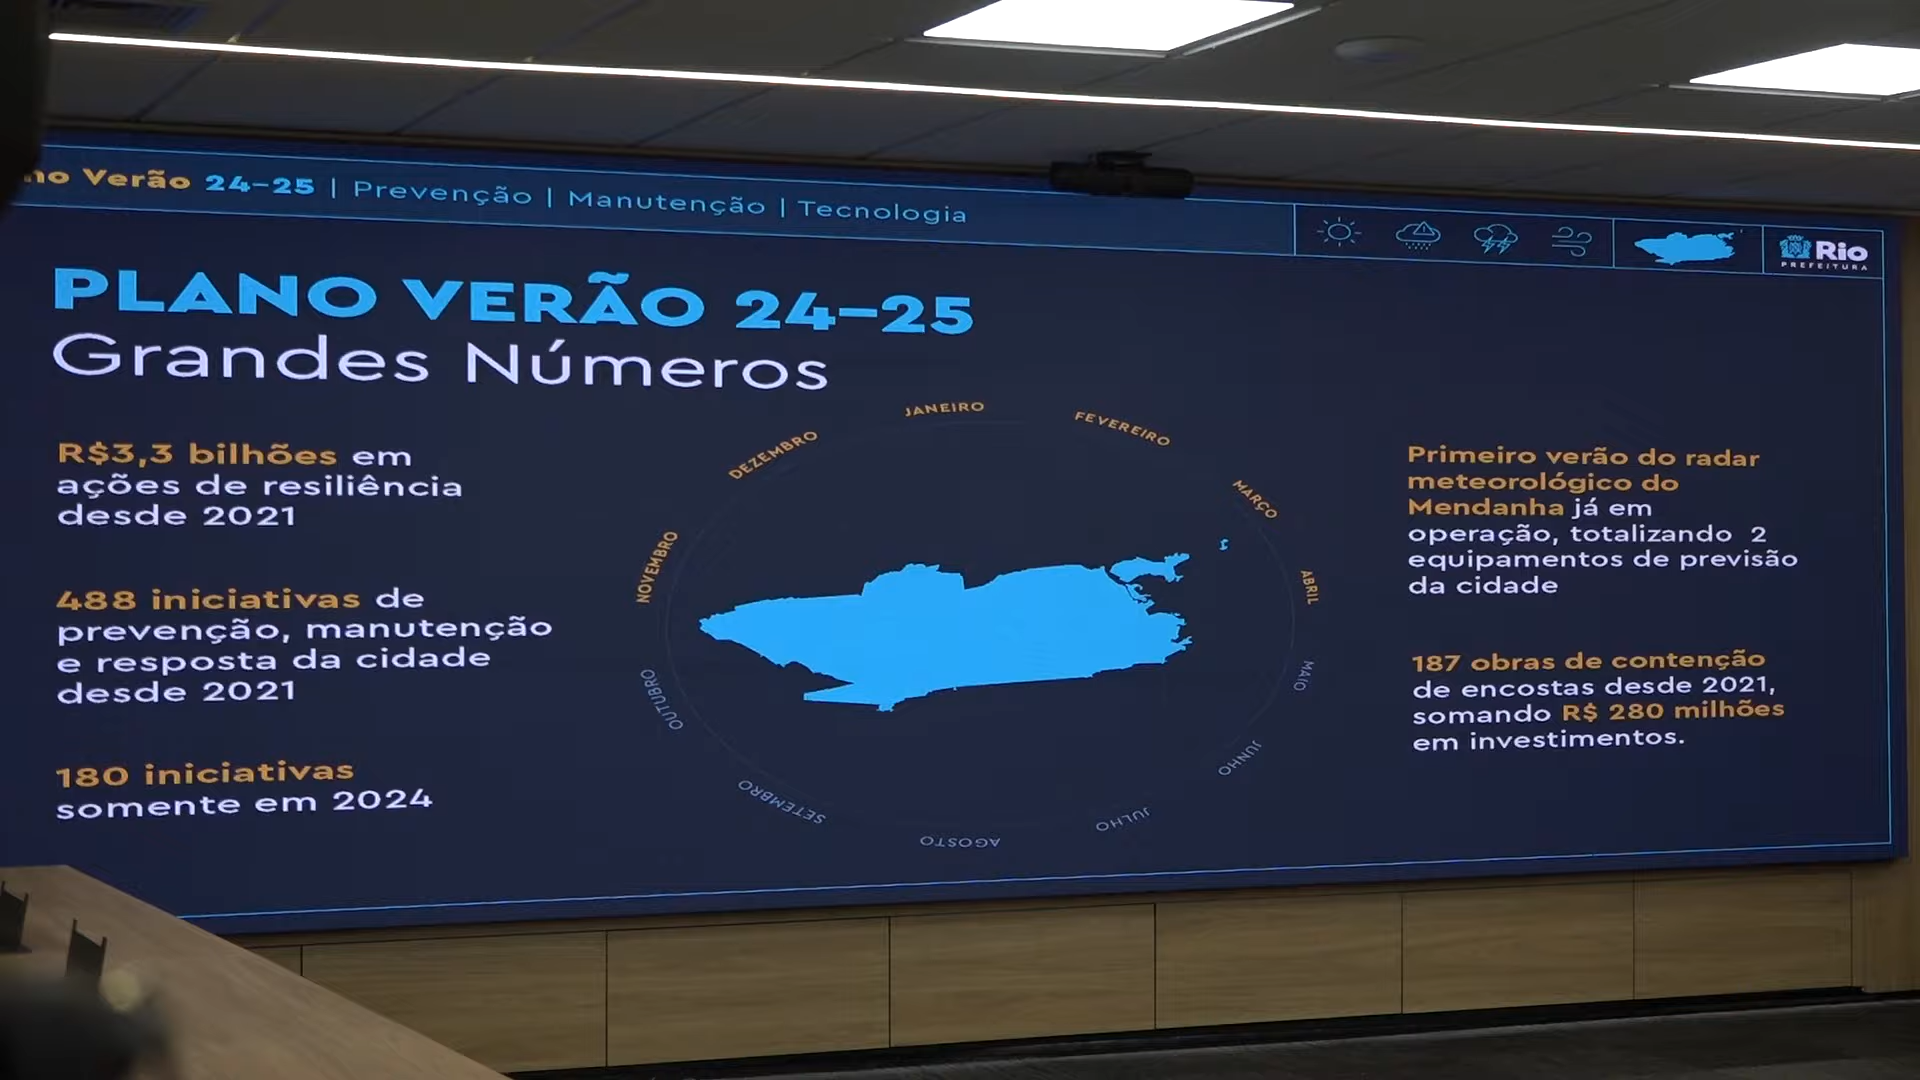 no Verão 24–25 | Prevenção | Manutenção | Tecnologia
Rio
PREFEITURA
PLANO VERÃO 24–25
Grandes Números
R$3,3 bilhões em
ações de resiliência
desde 2021
488 iniciativas de
prevenção, manutenção
e resposta da cidade
desde 2021
180 iniciativas
somente em 2024
JANEIRO
FEVEREIRO
MARÇO
ABRIL
MAIO
JUNHO
JULHO
AGOSTO
SETEMBRO
OUTUBRO
NOVEMBRO
DEZEMBRO
Primeiro verão do radar
meteorológico do
Mendanha já em
operação, totalizando 2
equipamentos de previsão
da cidade
187 obras de contenção
de encostas desde 2021,
somando R$ 280 milhões
em investimentos.